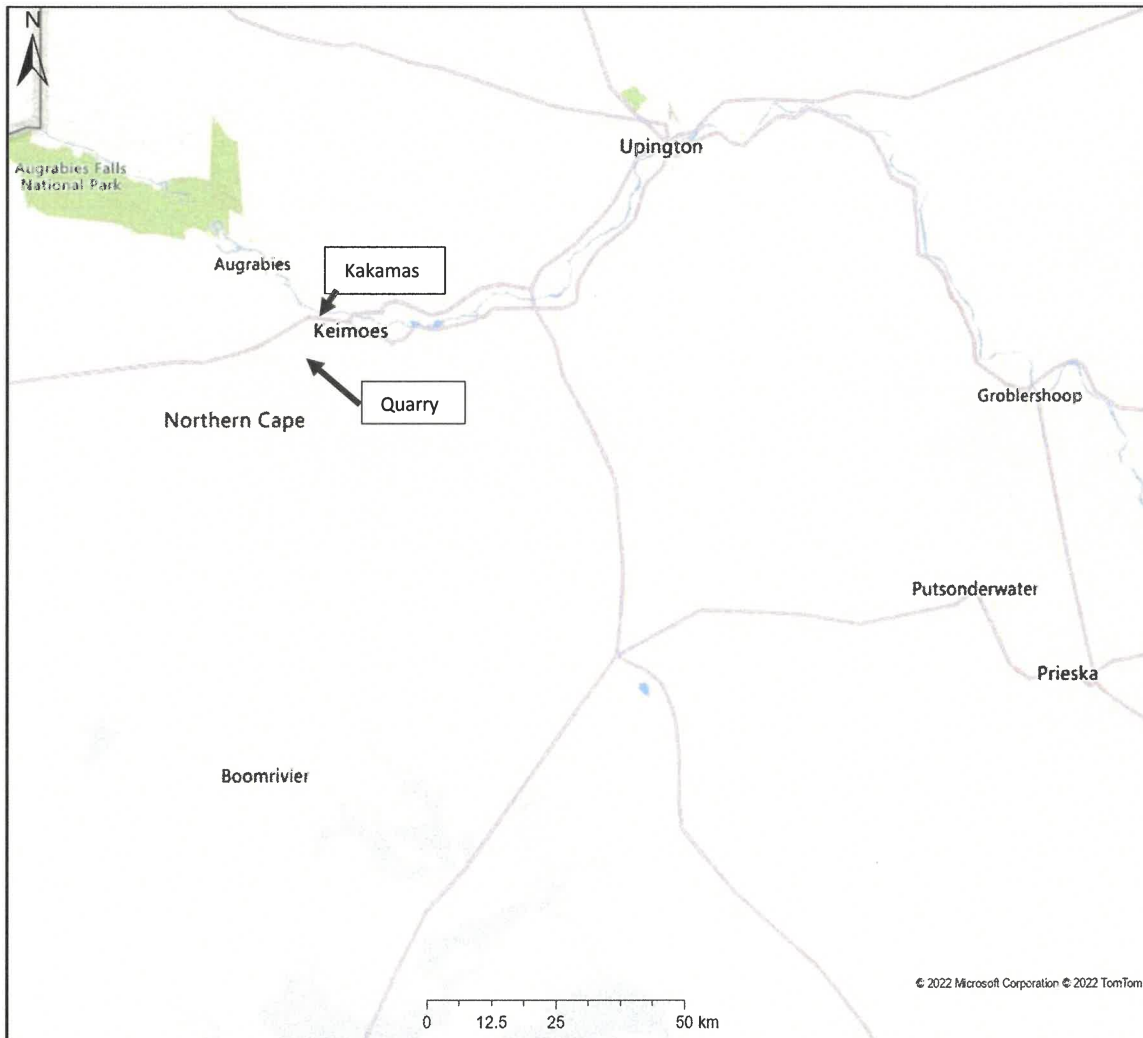 N
Upington
Augrabies Falls
National Park
Augrabies
Kakamas
Keimoes
Quarry
Northern Cape
Groblershoop
Putsonderwater
Prieska
Boomrivier
© 2022 Microsoft Corporation © 2022 TomTom
0 12.5 25 50 km